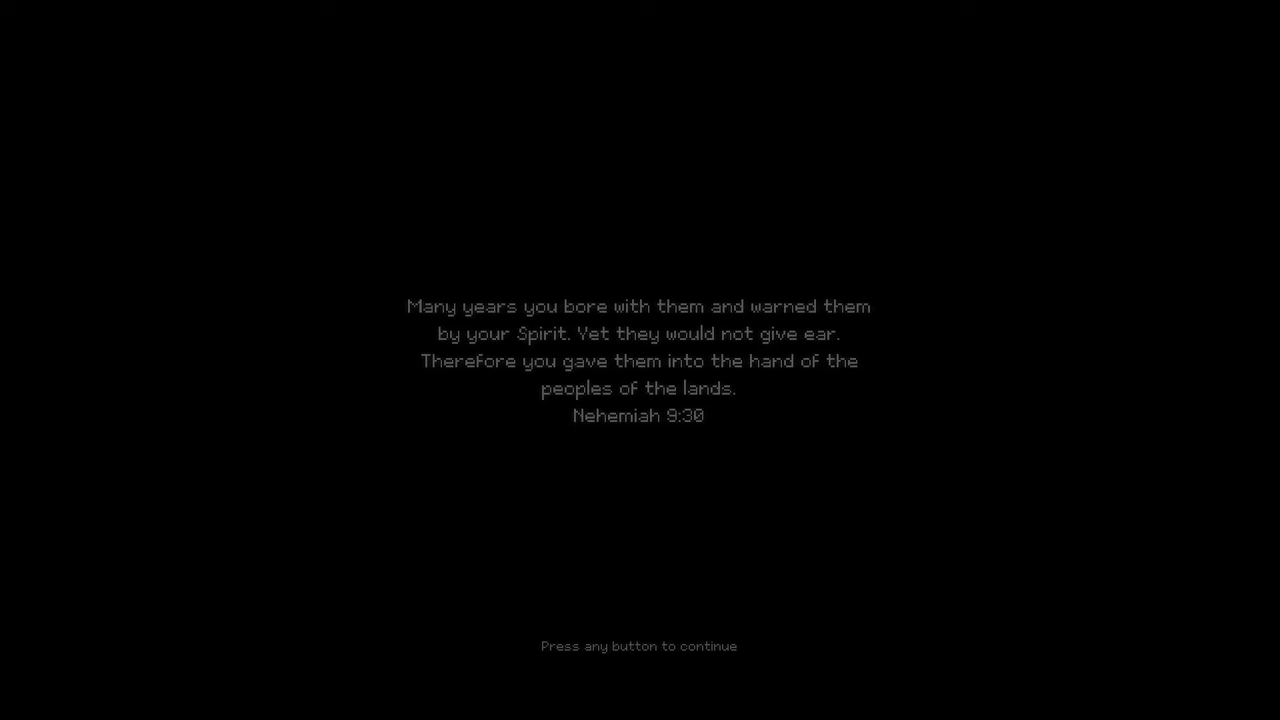 Many years you bore with them and warned them
by your Spirit. Yet they would not give ear.
Therefore you gave them into the hand of the
peoples of the lands.
Nehemiah 9:30
Press any button to continue